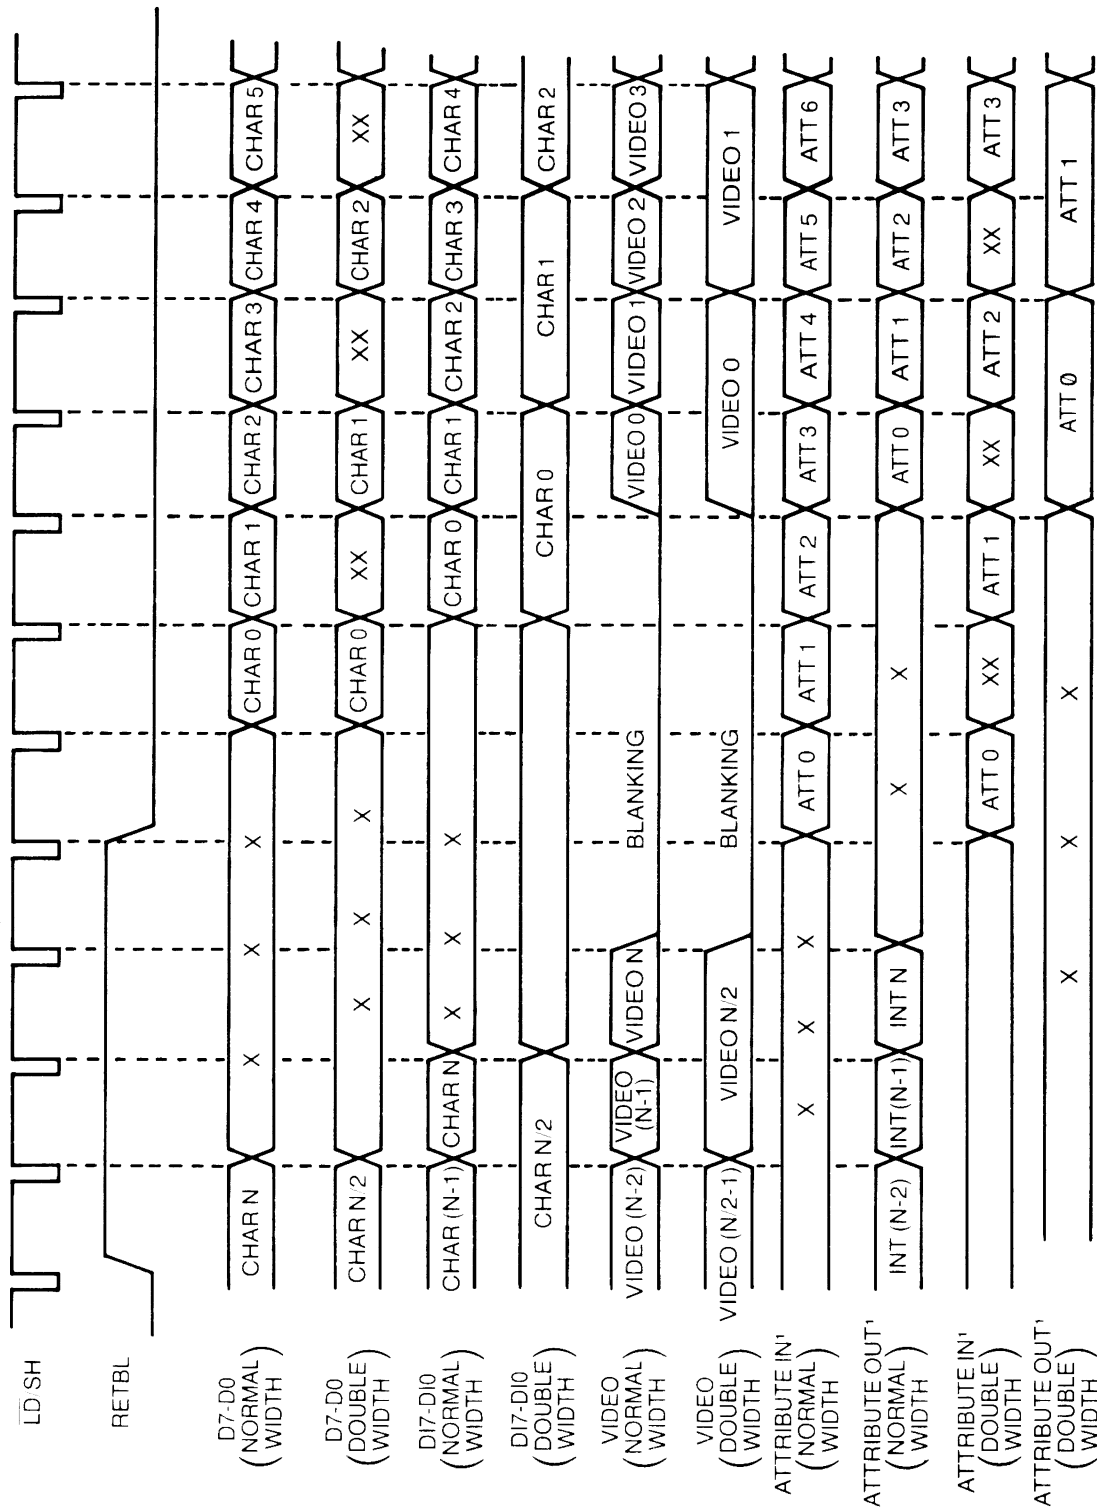 LD/SH
RETBL
D7-D0
(NORMAL)
WIDTH
CHAR N
X
X
X
CHAR 0
CHAR 1
CHAR 2
CHAR 3
CHAR 4
CHAR 5
D7-D0
(DOUBLE)
WIDTH
CHAR N/2
X
X
X
CHAR 0
XX
CHAR 1
XX
CHAR 2
XX
DI7-DI0
(NORMAL)
WIDTH
CHAR (N-1)
CHAR N
X
X
X
CHAR 0
CHAR 1
CHAR 2
CHAR 3
CHAR 4
DI7-DI0
(DOUBLE)
WIDTH
CHAR N/2
CHAR 0
CHAR 1
CHAR 2
VIDEO
(NORMAL)
WIDTH
VIDEO (N-2)
VIDEO
(N-1)
VIDEO N
BLANKING
VIDEO 0
VIDEO 1
VIDEO 2
VIDEO 3
VIDEO
(DOUBLE)
WIDTH
VIDEO (N/2-1)
VIDEO N/2
BLANKING
VIDEO 0
VIDEO 1
ATTRIBUTE IN¹
(NORMAL)
WIDTH
X
X
X
ATT 0
ATT 1
ATT 2
ATT 3
ATT 4
ATT 5
ATT 6
ATTRIBUTE OUT¹
(NORMAL)
WIDTH
INT (N-2)
INT (N-1)
INT N
X
X
ATT 0
ATT 1
ATT 2
ATT 3
ATTRIBUTE IN¹
(DOUBLE)
WIDTH
ATT 0
XX
ATT 1
XX
ATT 2
XX
ATT 3
ATTRIBUTE OUT¹
(DOUBLE)
WIDTH
X
X
X
ATT 0
ATT 1